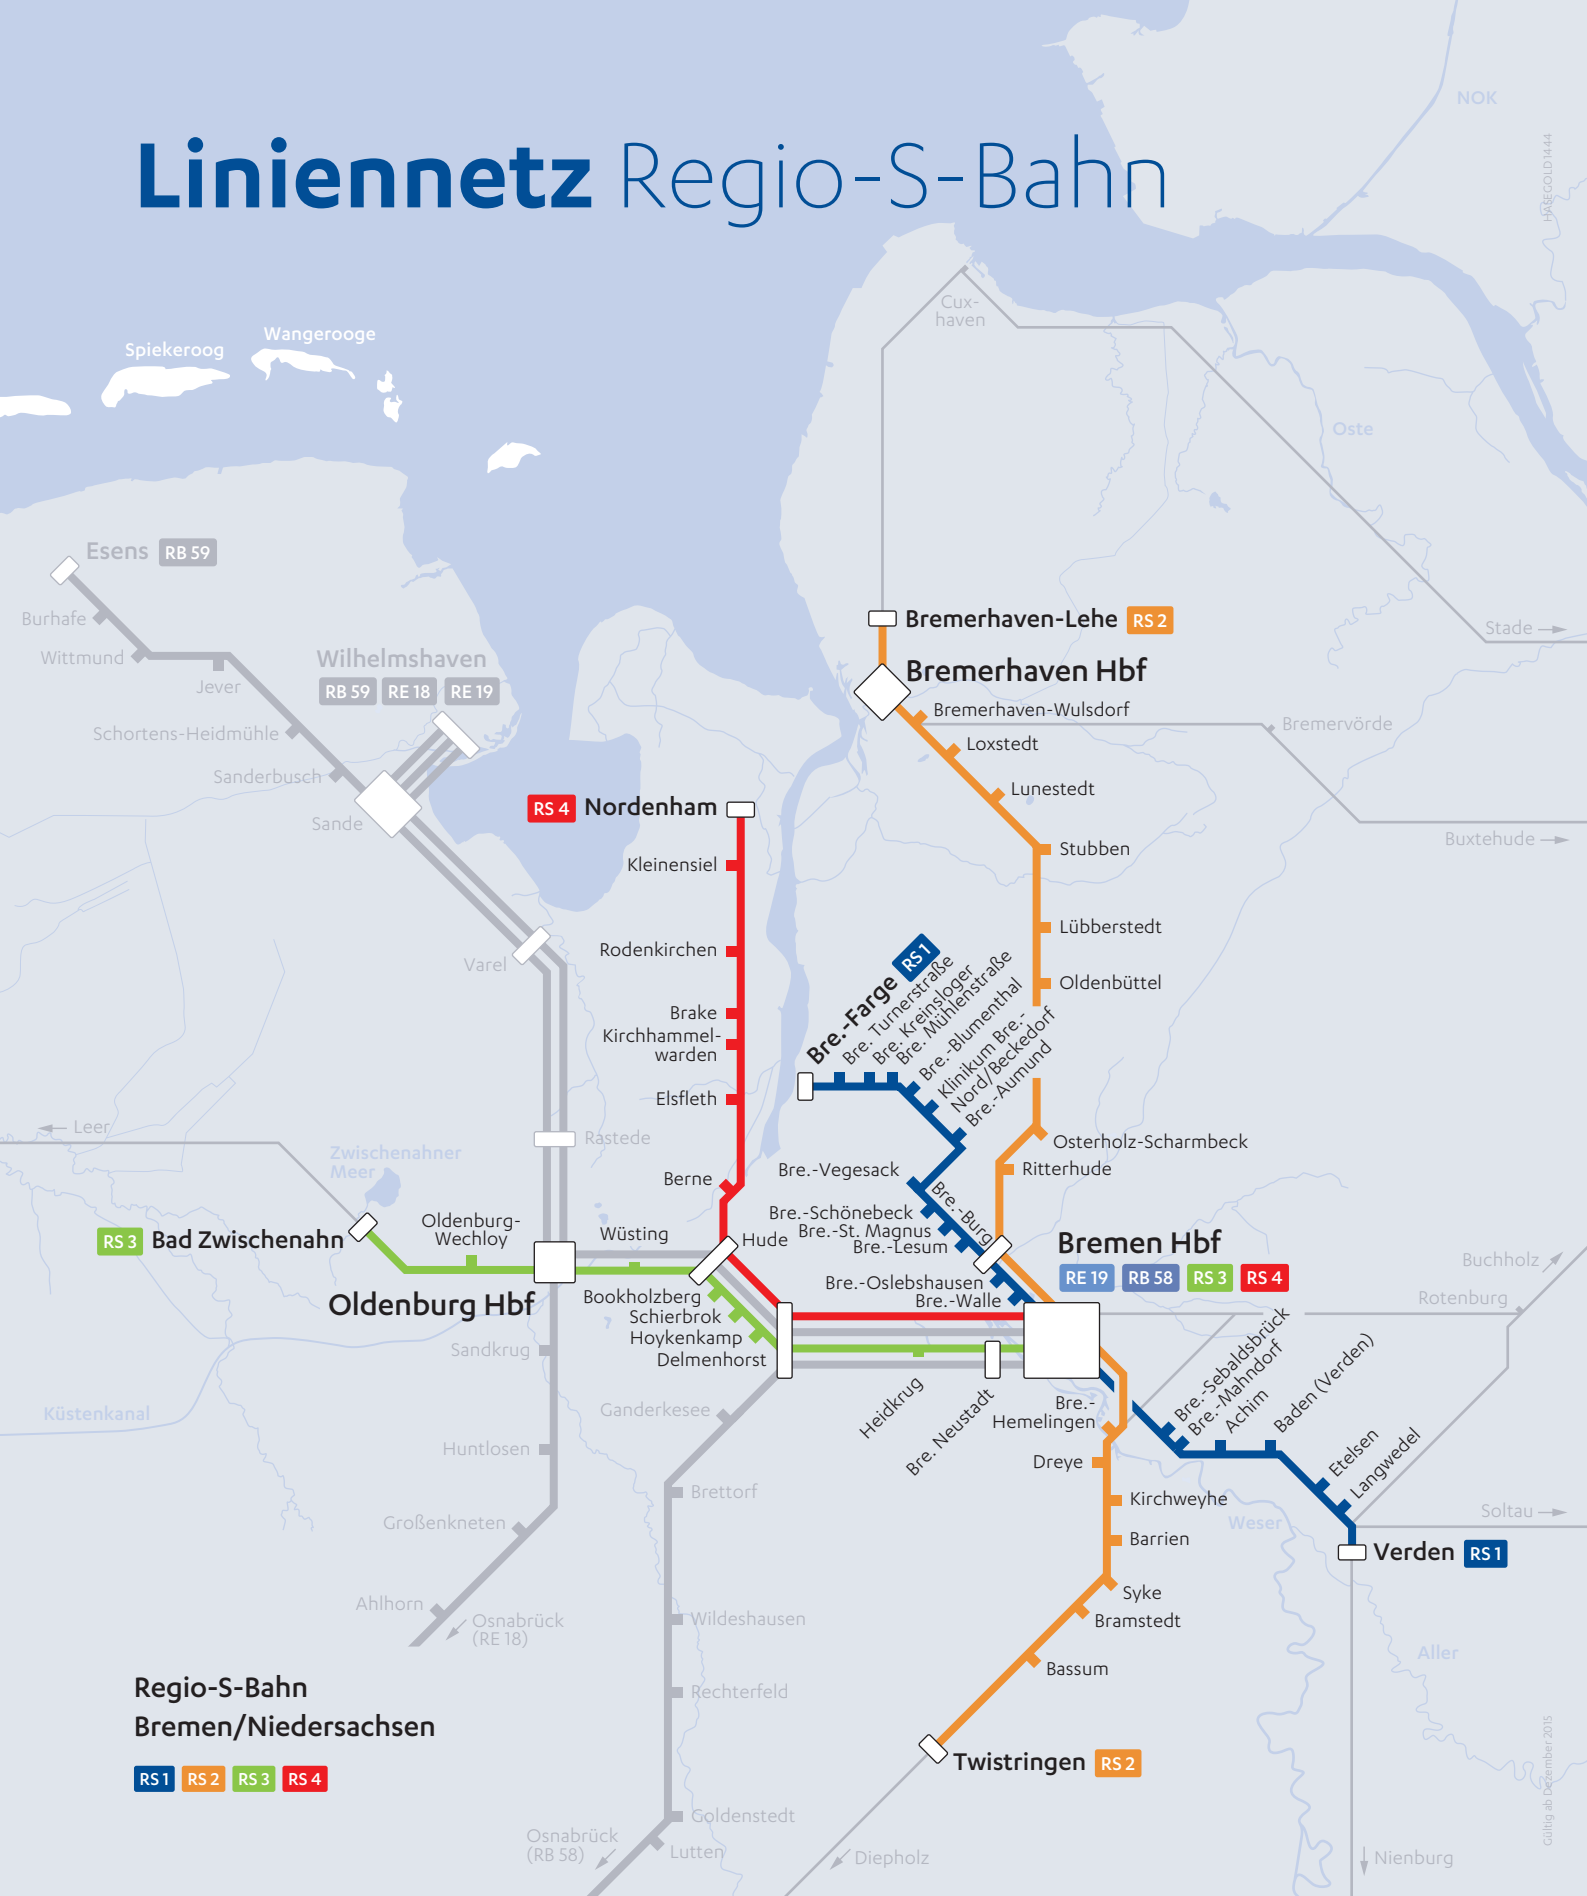 Liniennetz Regio-S-Bahn
NOK
HASEGOLD1444
Cux-
haven
Wangerooge
Spiekeroog
Oste
Esens RB 59
Burhafe
Wittmund
Jever
Schortens-Heidmühle
Sanderbusch
Sande
Wilhelmshaven
RB 59 RE 18 RE 19
Varel
Rastede
Leer
Zwischenahner
Meer
RS 3 Bad Zwischenahn
Oldenburg-
Wechloy
Oldenburg Hbf
Wüsting
Hude
RS 4 Nordenham
Kleinensiel
Rodenkirchen
Brake
Kirchhammel-
warden
Elsfleth
Berne
Bremerhaven-Lehe RS 2
Bremerhaven Hbf
Bremerhaven-Wulsdorf
Loxstedt
Lunestedt
Stubben
Lübberstedt
Oldenbüttel
Osterholz-Scharmbeck
Ritterhude
Stade
Bremervörde
Buxtehude
Bre.-Farge RS 1
Bre. Turnerstraße
Bre. Kreinsloger
Bre. Mühlenstraße
Bre.-Blumenthal
Klinikum Bre.-
Nord/Beckedorf
Bre.-Aumund
Bre.-Vegesack
Bre.-Schönebeck
Bre.-St. Magnus
Bre.-Lesum
Bre.-Burg
Bre.-Oslebshausen
Bre.-Walle
Bremen Hbf
RE 19 RB 58 RS 3 RS 4
Bookholzberg
Schierbrok
Hoykenkamp
Delmenhorst
Heidkrug
Bre. Neustadt
Buchholz
Rotenburg
Bre.-Sebaldsbrück
Bre.-Mahndorf
Achim
Baden (Verden)
Etelsen
Langwedel
Soltau
Verden RS 1
Weser
Aller
Nienburg
Bre.-
Hemelingen
Dreye
Kirchweyhe
Barrien
Syke
Bramstedt
Bassum
Twistringen RS 2
Diepholz
Sandkrug
Küstenkanal
Huntlosen
Großenkneten
Ahlhorn
Osnabrück
(RE 18)
Ganderkesee
Brettorf
Wildeshausen
Rechterfeld
Goldenstedt
Lutten
Osnabrück
(RB 58)
Regio-S-Bahn
Bremen/Niedersachsen
RS 1 RS 2 RS 3 RS 4
Gültig ab Dezember 2015